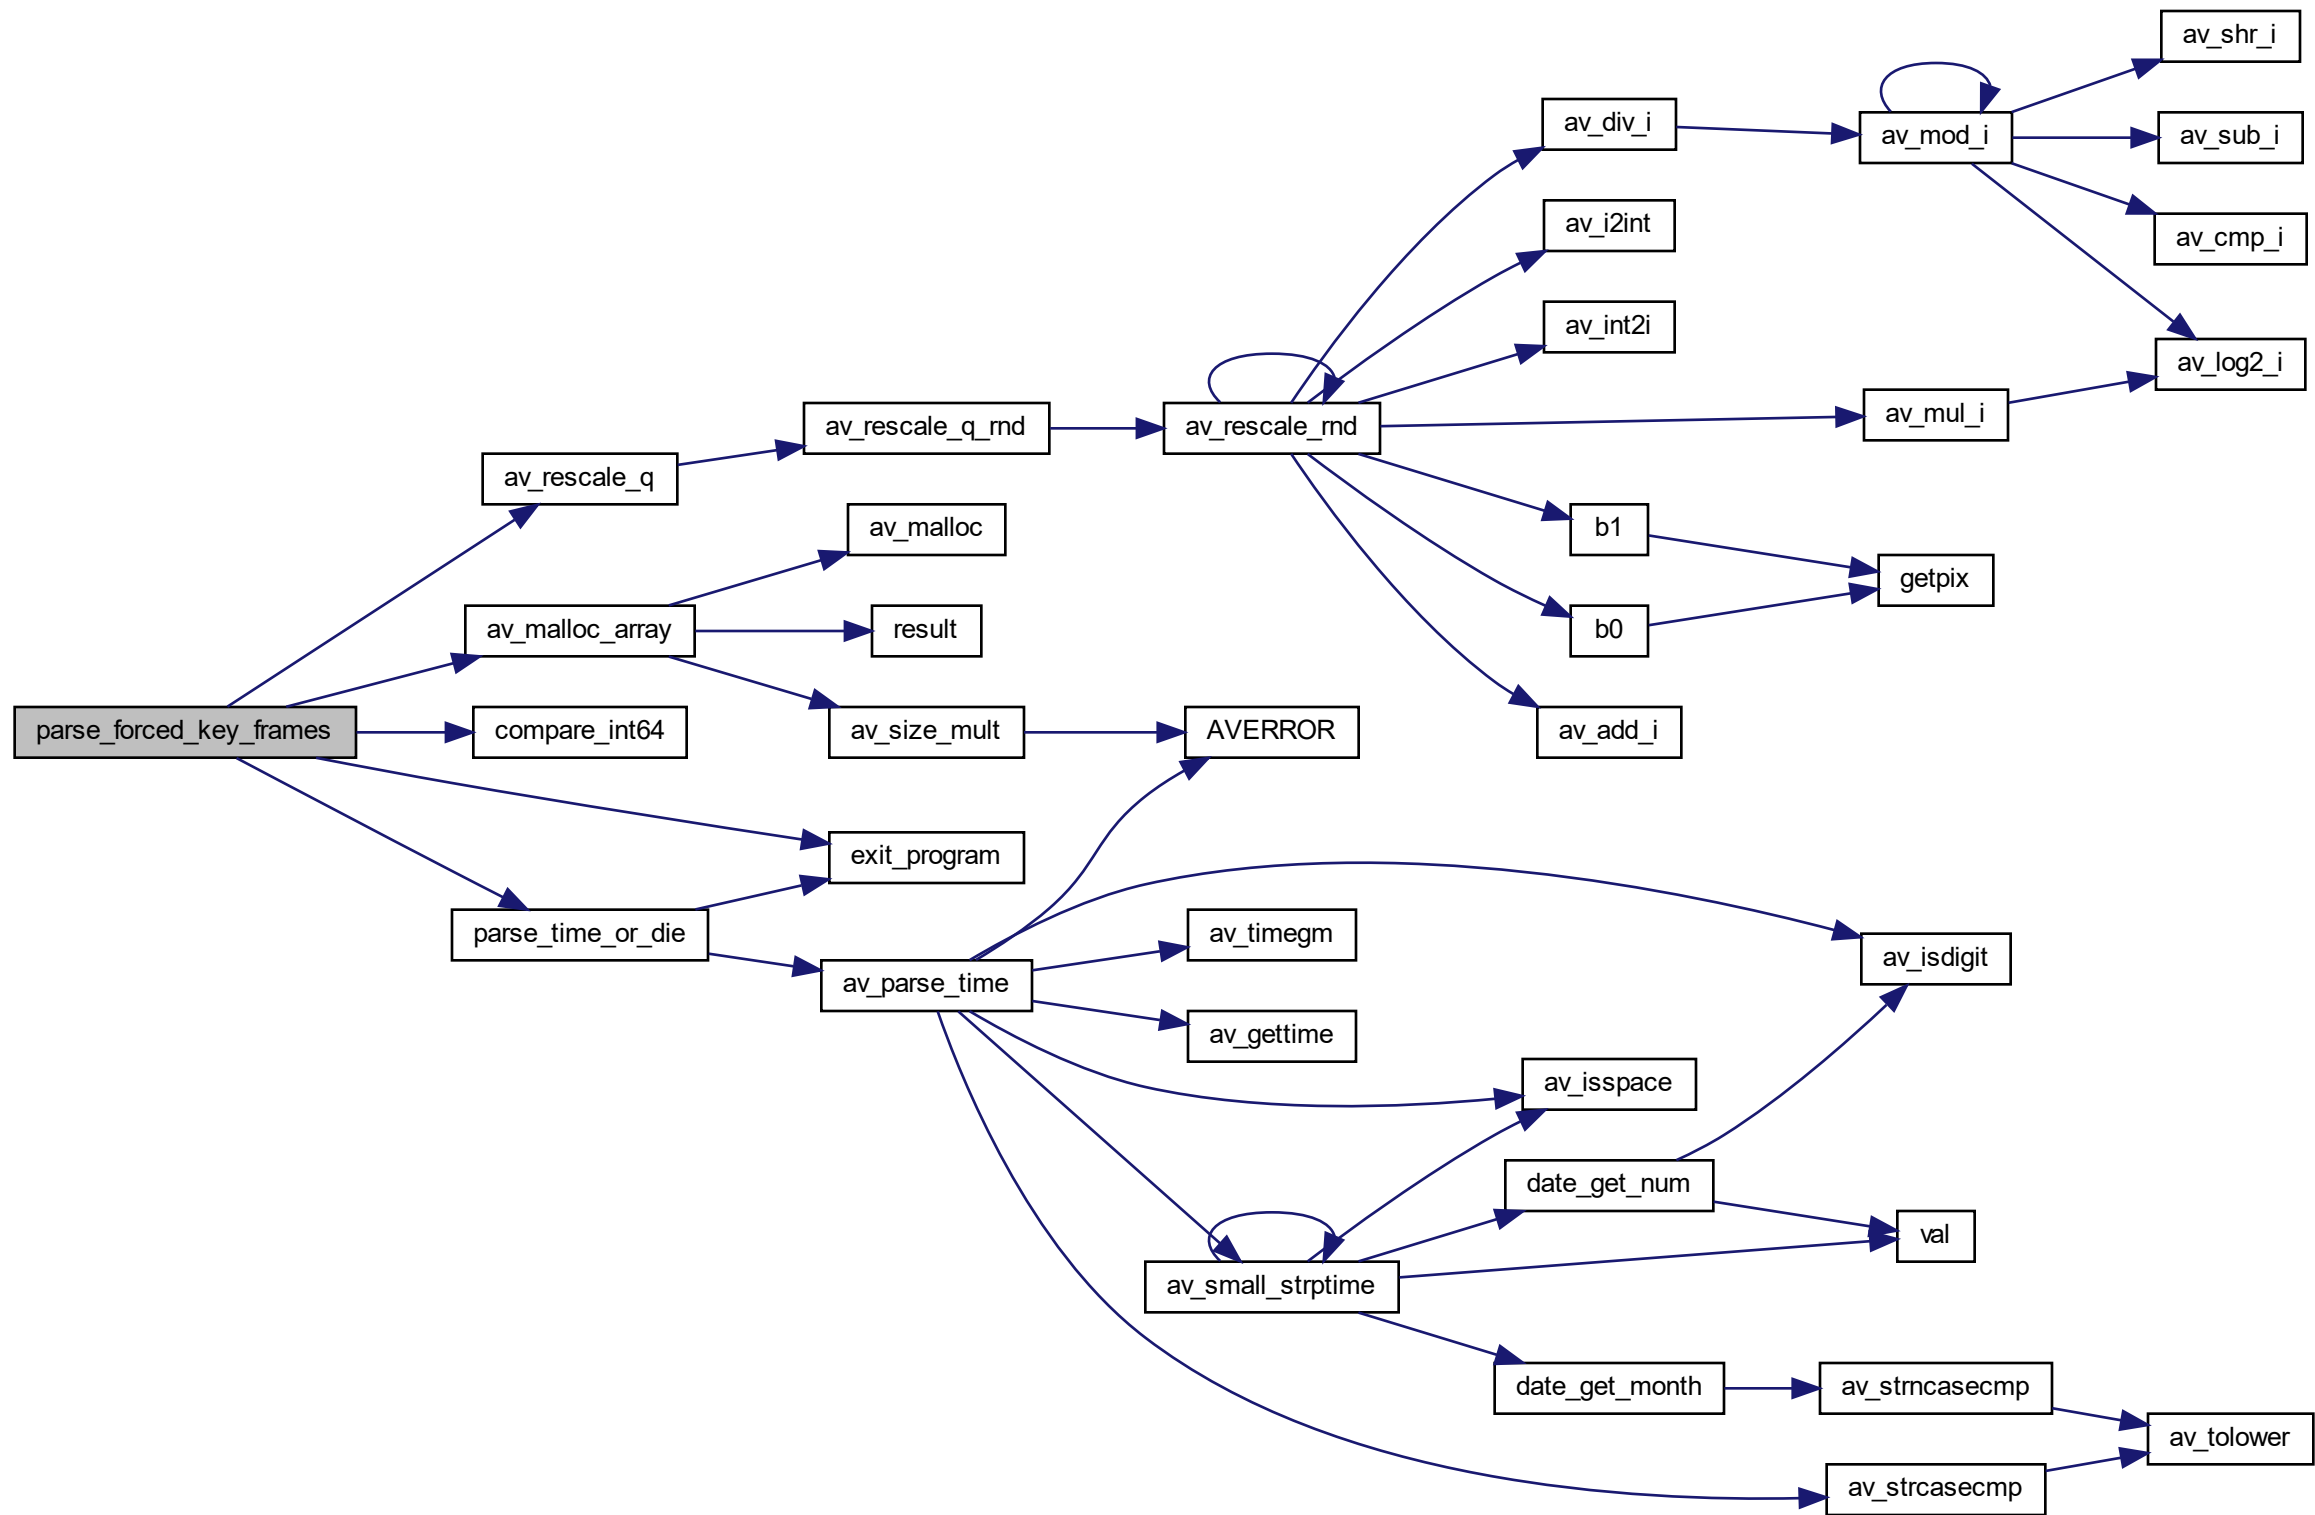 av_shr_i
av_div_i
av_mod_i
av_sub_i
av_i2int
av_cmp_i
av_int2i
av_log2_i
av_rescale_q_rnd
av_rescale_rnd
av_mul_i
av_rescale_q
av_malloc
b1
getpix
av_malloc_array
result
b0
parse_forced_key_frames
compare_int64
av_size_mult
AVERROR
av_add_i
exit_program
parse_time_or_die
av_timegm
av_isdigit
av_parse_time
av_gettime
av_isspace
date_get_num
val
av_small_strptime
date_get_month
av_strncasecmp
av_tolower
av_strcasecmp